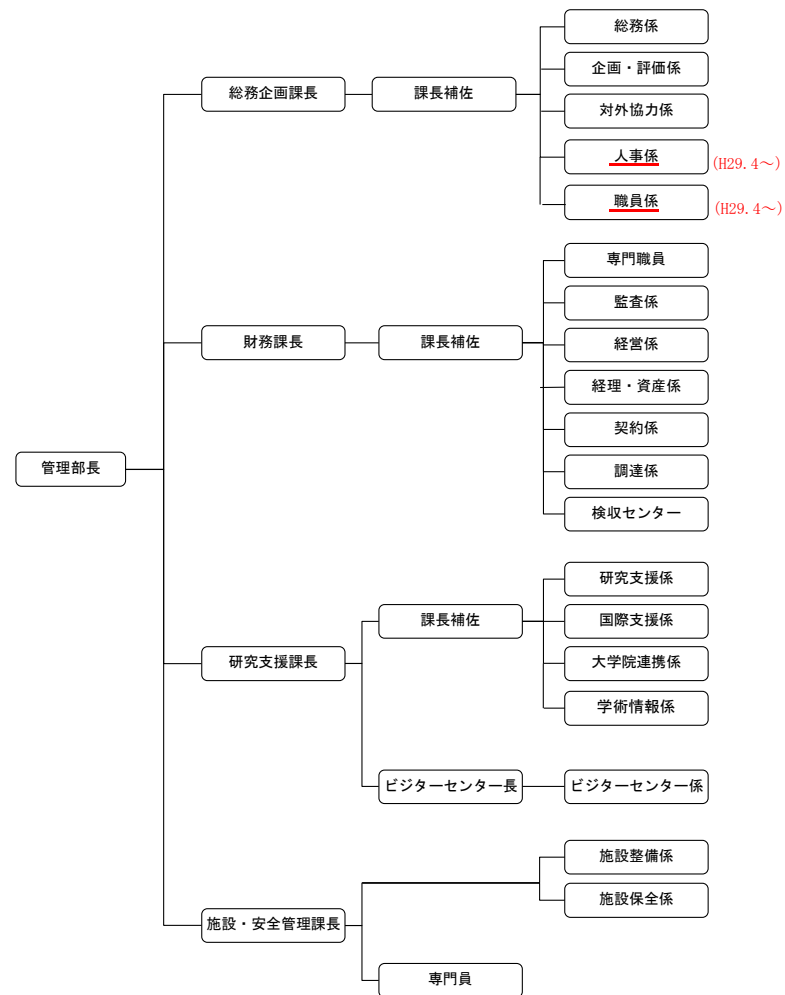 総務係
企画・評価係
総務企画課長
課長補佐
対外協力係
人事係
(H29.4～)
職員係
(H29.4～)
専門職員
監査係
財務課長
課長補佐
経営係
経理・資産係
契約係
管理部長
調達係
検収センター
研究支援係
課長補佐
国際支援係
研究支援課長
大学院連携係
学術情報係
ビジターセンター長
ビジターセンター係
施設整備係
施設保全係
施設・安全管理課長
専門員